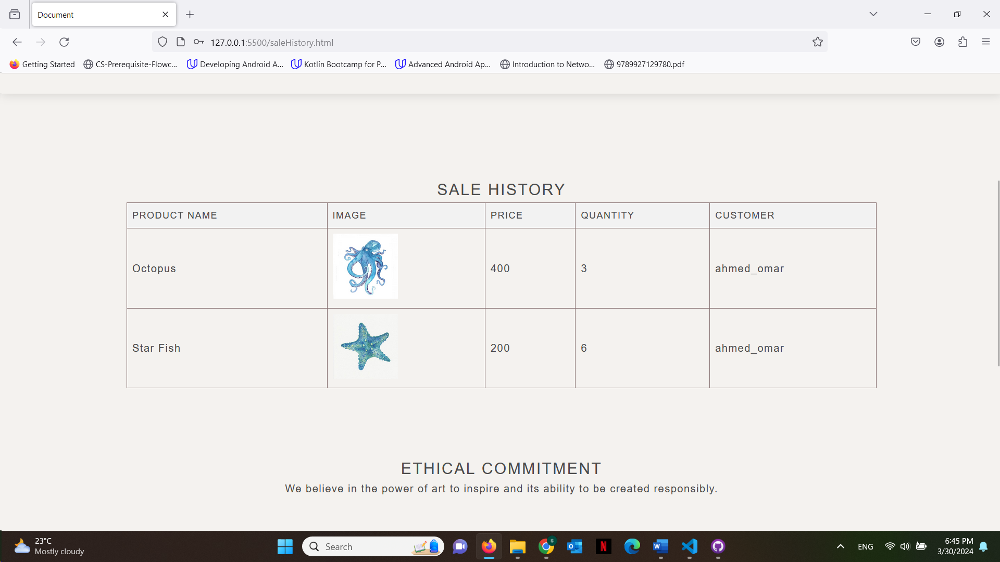 Document
127.0.0.1:5500/saleHistory.html
Getting Started CS-Prerequisite-Flowc... Developing Android A... Kotlin Bootcamp for P... Advanced Android Ap... Introduction to Netwo... 9789927129780.pdf
SALE HISTORY
PRODUCT NAME IMAGE PRICE QUANTITY CUSTOMER
Octopus 400 3 ahmed_omar
Star Fish 200 6 ahmed_omar
ETHICAL COMMITMENT
We believe in the power of art to inspire and its ability to be created responsibly.
23°C
Mostly cloudy
Search
ENG
6:45 PM
3/30/2024